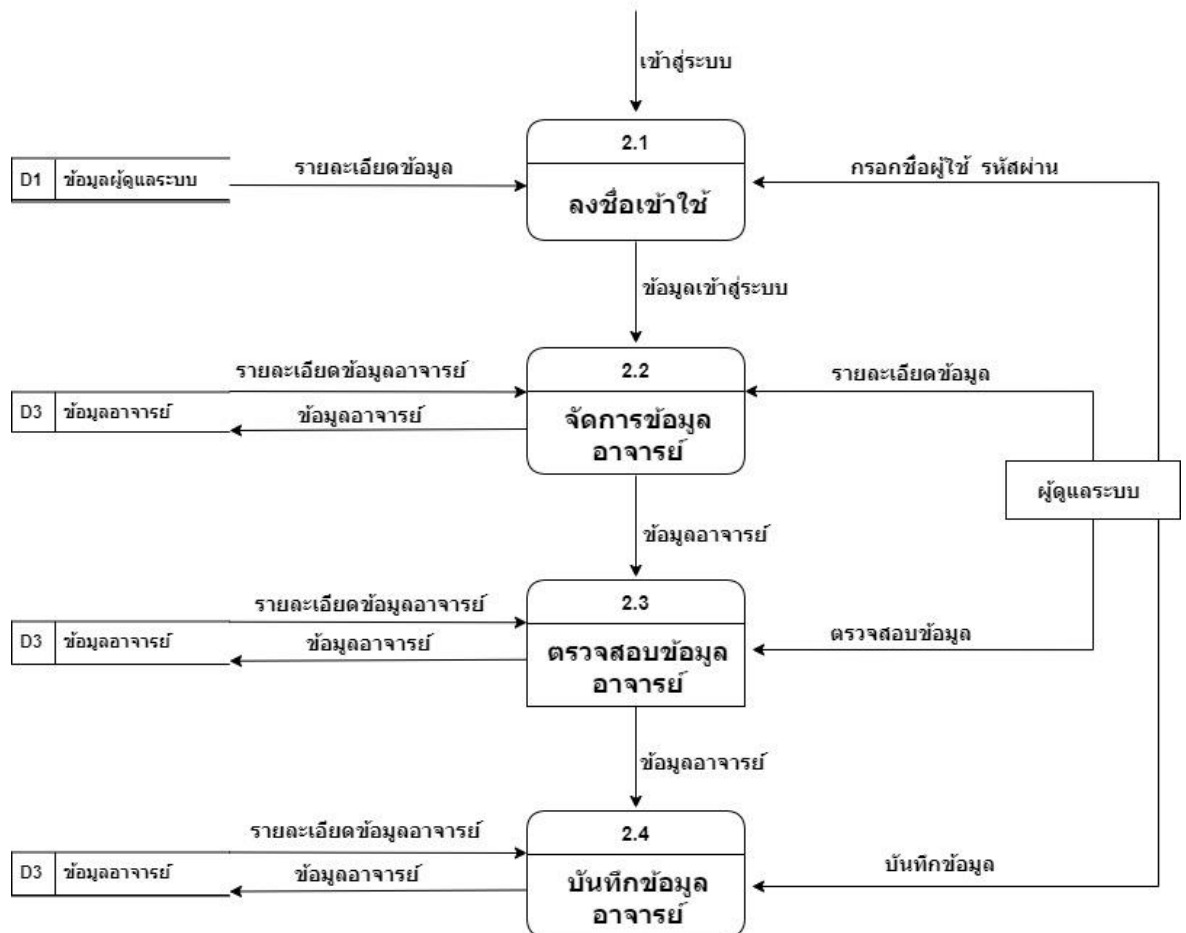 เข้าสู่ระบบ
2.1
รายละเอียดข้อมูล
กรอกชื่อผู้ใช้ รหัสผ่าน
D1 ข้อมูลผู้ดูแลระบบ
ลงชื่อเข้าใช้
ข้อมูลเข้าสู่ระบบ
รายละเอียดข้อมูลอาจารย์
2.2
รายละเอียดข้อมูล
D3 ข้อมูลอาจารย์
ข้อมูลอาจารย์
จัดการข้อมูล
อาจารย์
ผู้ดูแลระบบ
ข้อมูลอาจารย์
รายละเอียดข้อมูลอาจารย์
2.3
D3 ข้อมูลอาจารย์
ข้อมูลอาจารย์
ตรวจสอบข้อมูล
ตรวจสอบข้อมูล
อาจารย์
ข้อมูลอาจารย์
รายละเอียดข้อมูลอาจารย์
2.4
D3 ข้อมูลอาจารย์
ข้อมูลอาจารย์
บันทึกข้อมูล
บันทึกข้อมูล
อาจารย์